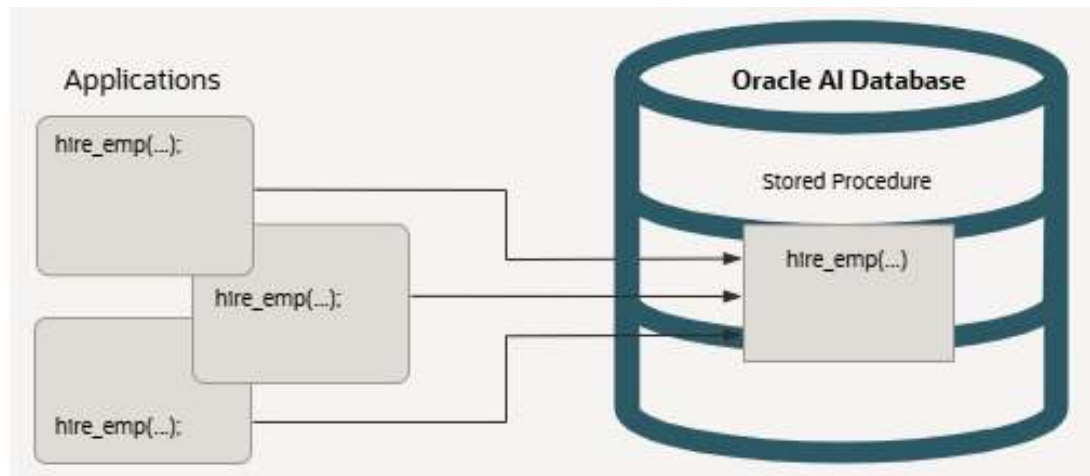 Applications
hire_emp(...);
hire_emp(...);
hire_emp(...);
Oracle AI Database
Stored Procedure
hire_emp(...)